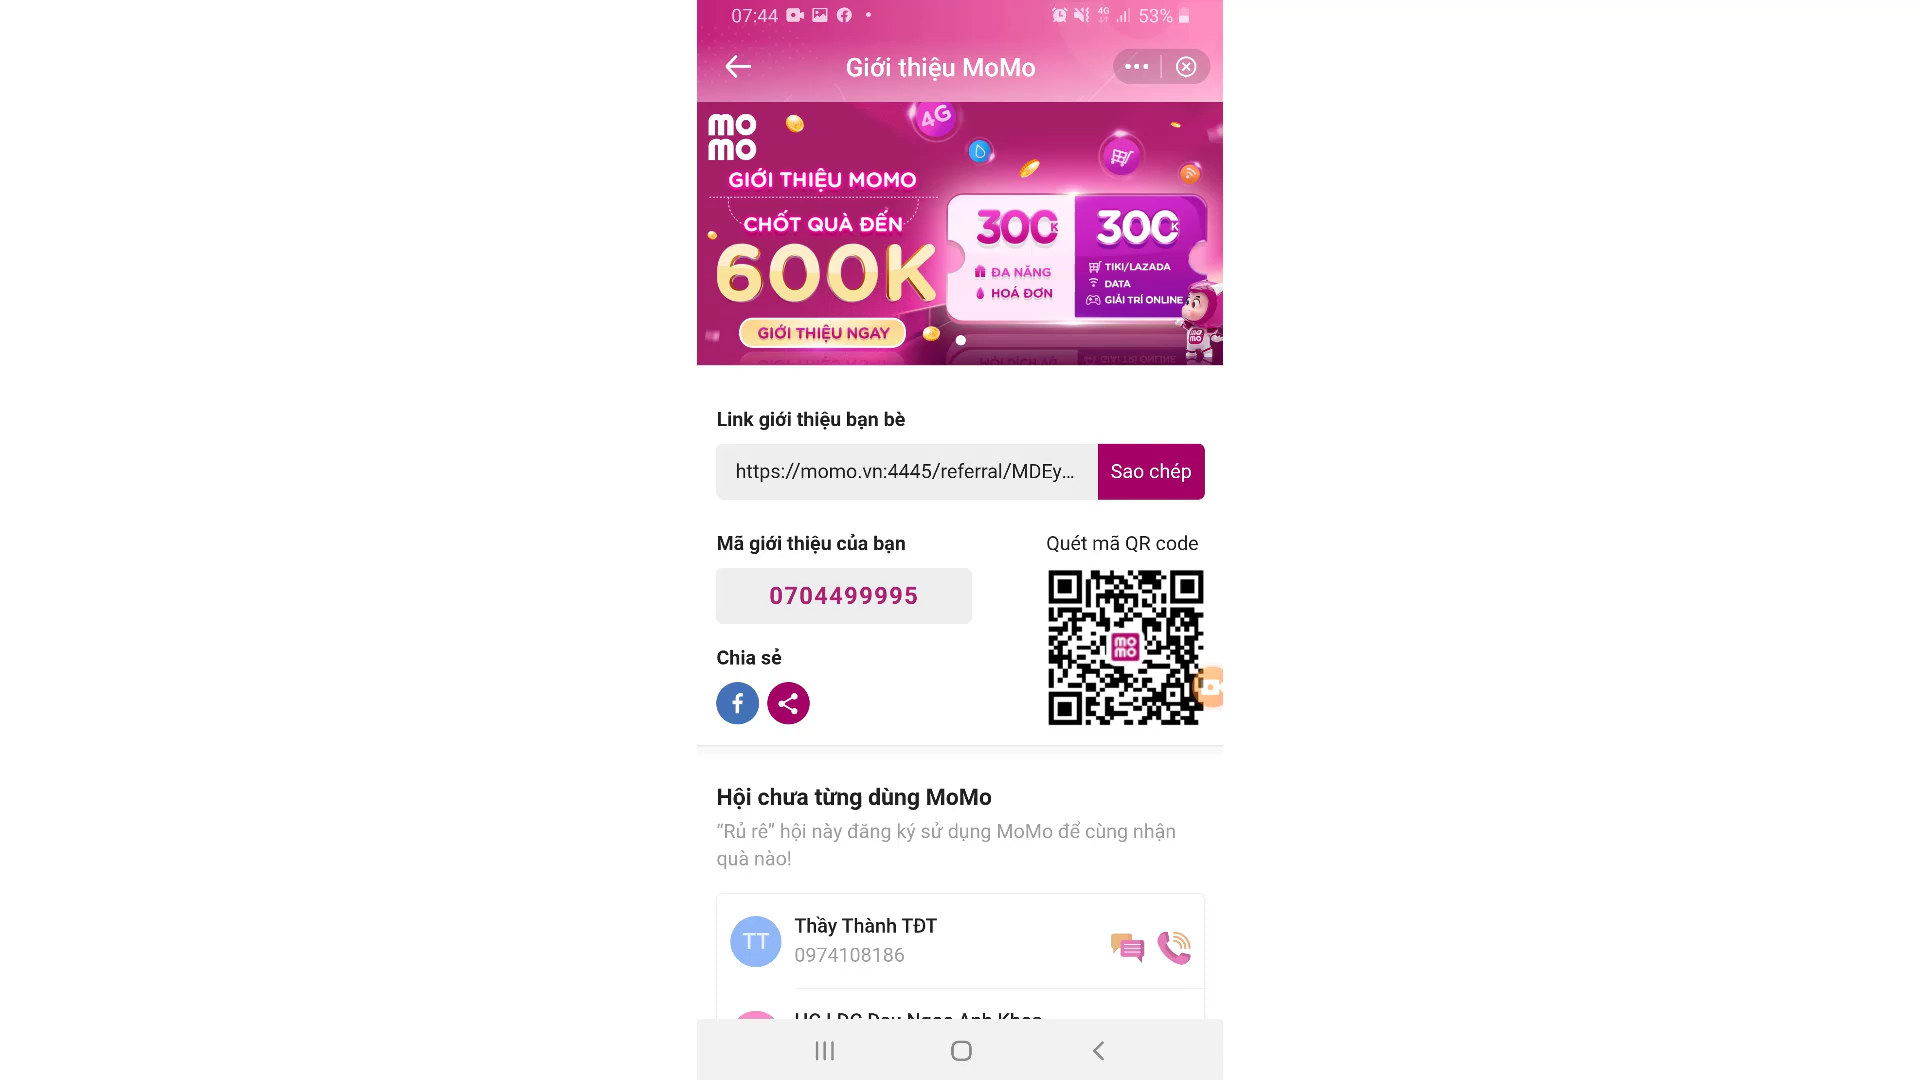 07:44
4G
53%
Giới thiệu MoMo
mo
mo
4G
GIỚI THIỆU MOMO
CHỐT QUÀ ĐẾN
600K
GIỚI THIỆU NGAY
300K
ĐA NĂNG
HOÁ ĐƠN
300K
TIKI/LAZADA
DATA
GIẢI TRÍ ONLINE
Link giới thiệu bạn bè
https://momo.vn:4445/referral/MDEy...
Sao chép
Mã giới thiệu của bạn
0704499995
Quét mã QR code
mo
mo
Chia sẻ
Hội chưa từng dùng MoMo
“Rủ rê” hội này đăng ký sử dụng MoMo để cùng nhận
quà nào!
TT
Thầy Thành TĐT
0974108186